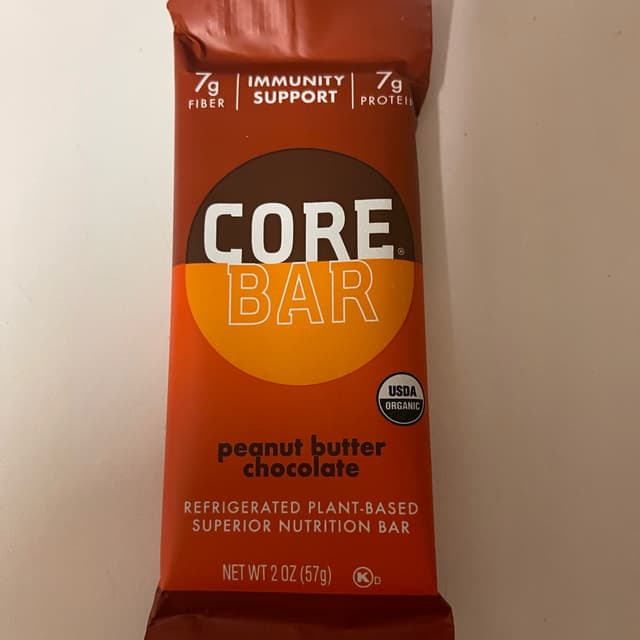 7g FIBER
IMMUNITY SUPPORT
7g PROTEIN
CORE®
BAR
USDA
ORGANIC
peanut butter
chocolate
REFRIGERATED PLANT-BASED
SUPERIOR NUTRITION BAR
NET WT 2 OZ (57g)
K D